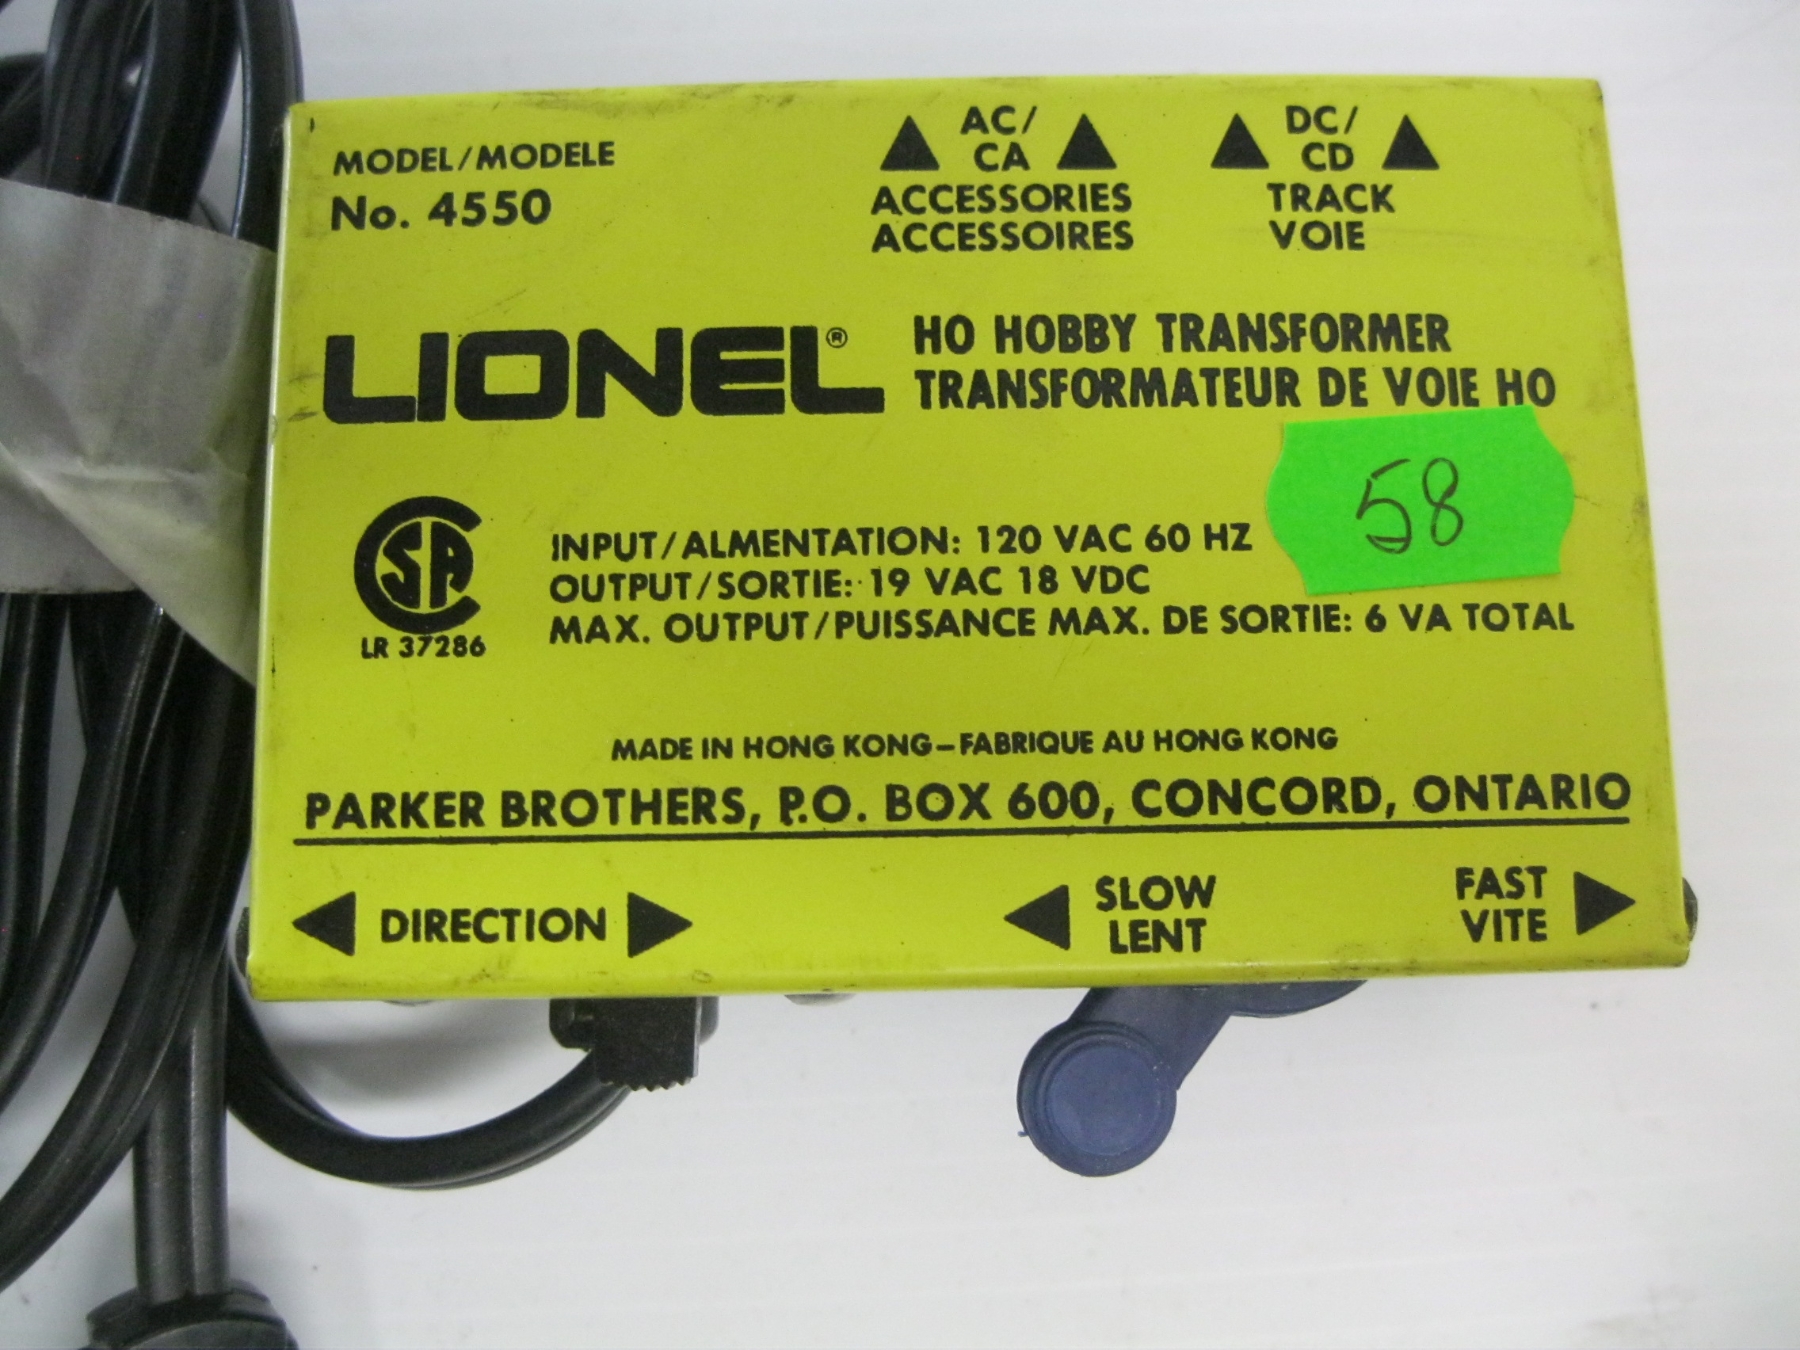 MODEL/MODELE
No. 4550
AC/
CA
ACCESSORIES
ACCESSOIRES
DC/
CD
TRACK
VOIE
LIONEL®
HO HOBBY TRANSFORMER
TRANSFORMATEUR DE VOIE HO
58
CSA
LR 37286
INPUT/ALMENTATION: 120 VAC 60 HZ
OUTPUT/SORTIE: 19 VAC 18 VDC
MAX. OUTPUT/PUISSANCE MAX. DE SORTIE: 6 VA TOTAL
MADE IN HONG KONG–FABRIQUE AU HONG KONG
PARKER BROTHERS, P.O. BOX 600, CONCORD, ONTARIO
DIRECTION
SLOW
LENT
FAST
VITE